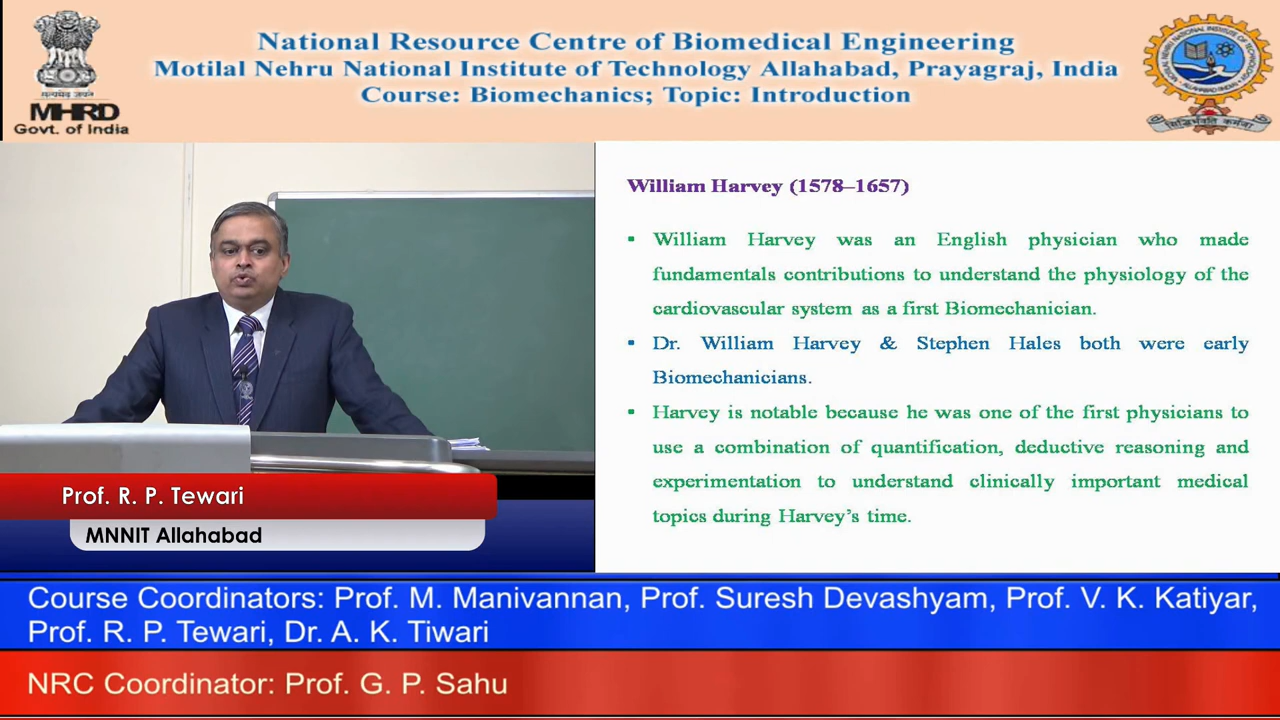 National Resource Centre of Biomedical Engineering
Motilal Nehru National Institute of Technology Allahabad, Prayagraj, India
Course: Biomechanics; Topic: Introduction
सत्यमेव जयते
MHRD
Govt. of India
William Harvey (1578–1657)
▪ William Harvey was an English physician who made
fundamentals contributions to understand the physiology of the
cardiovascular system as a first Biomechanician.
▪ Dr. William Harvey & Stephen Hales both were early
Biomechanicians.
▪ Harvey is notable because he was one of the first physicians to
use a combination of quantification, deductive reasoning and
experimentation to understand clinically important medical
topics during Harvey's time.
Prof. R. P. Tewari
MNNIT Allahabad
Course Coordinators: Prof. M. Manivannan, Prof. Suresh Devashyam, Prof. V. K. Katiyar,
Prof. R. P. Tewari, Dr. A. K. Tiwari
NRC Coordinator: Prof. G. P. Sahu